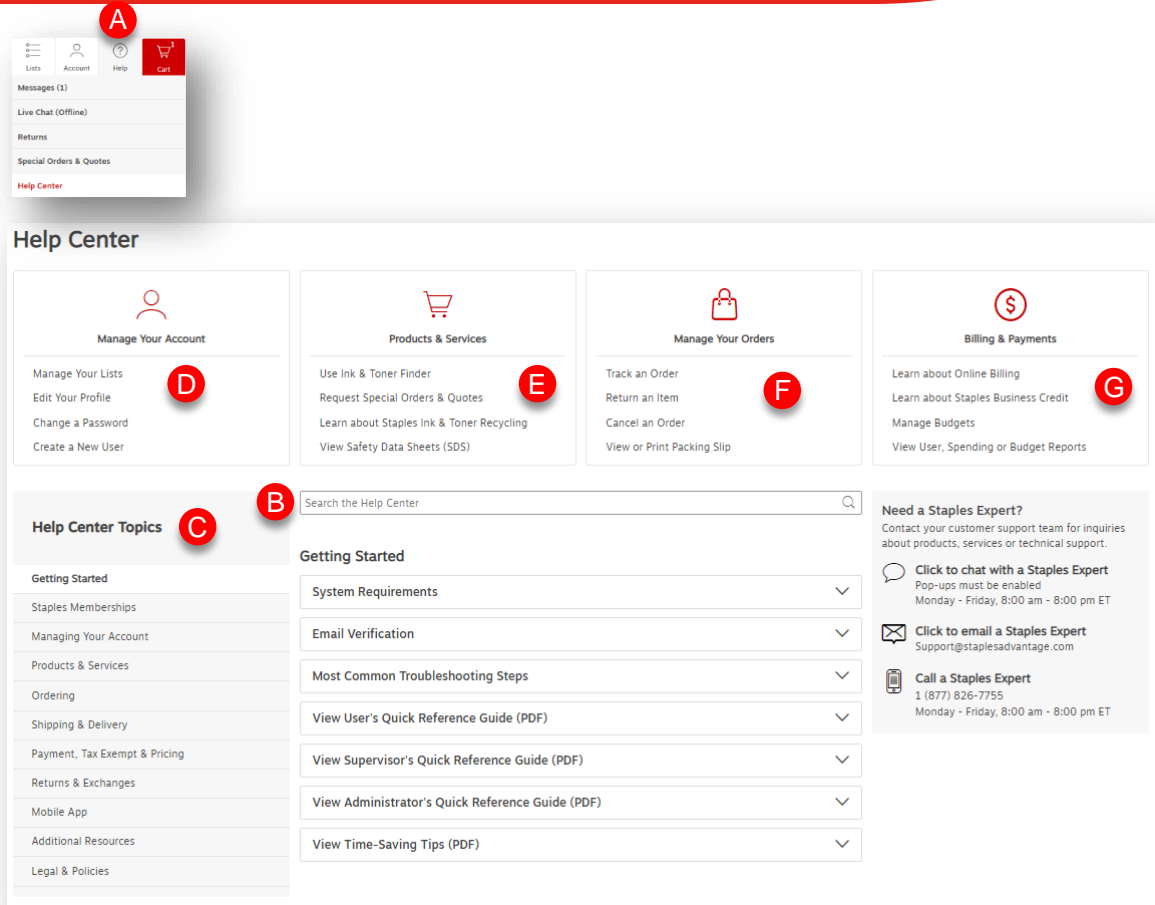 A
1
Lists Account Help Cart
Messages (1)
Live Chat (Offline)
Returns
Special Orders & Quotes
Help Center
Help Center
Manage Your Account
Manage Your Lists
Edit Your Profile
Change a Password
Create a New User
D
Products & Services
Use Ink & Toner Finder
Request Special Orders & Quotes
Learn about Staples Ink & Toner Recycling
View Safety Data Sheets (SDS)
E
Manage Your Orders
Track an Order
Return an Item
Cancel an Order
View or Print Packing Slip
F
Billing & Payments
Learn about Online Billing
Learn about Staples Business Credit
Manage Budgets
View User, Spending or Budget Reports
G
Help Center Topics
C
Getting Started
Staples Memberships
Managing Your Account
Products & Services
Ordering
Shipping & Delivery
Payment, Tax Exempt & Pricing
Returns & Exchanges
Mobile App
Additional Resources
Legal & Policies
B
Search the Help Center
Getting Started
System Requirements
Email Verification
Most Common Troubleshooting Steps
View User's Quick Reference Guide (PDF)
View Supervisor's Quick Reference Guide (PDF)
View Administrator's Quick Reference Guide (PDF)
View Time-Saving Tips (PDF)
Need a Staples Expert?
Contact your customer support team for inquiries
about products, services or technical support.
Click to chat with a Staples Expert
Pop-ups must be enabled
Monday - Friday, 8:00 am - 8:00 pm ET
Click to email a Staples Expert
Support@staplesadvantage.com
Call a Staples Expert
1 (877) 826-7755
Monday - Friday, 8:00 am - 8:00 pm ET